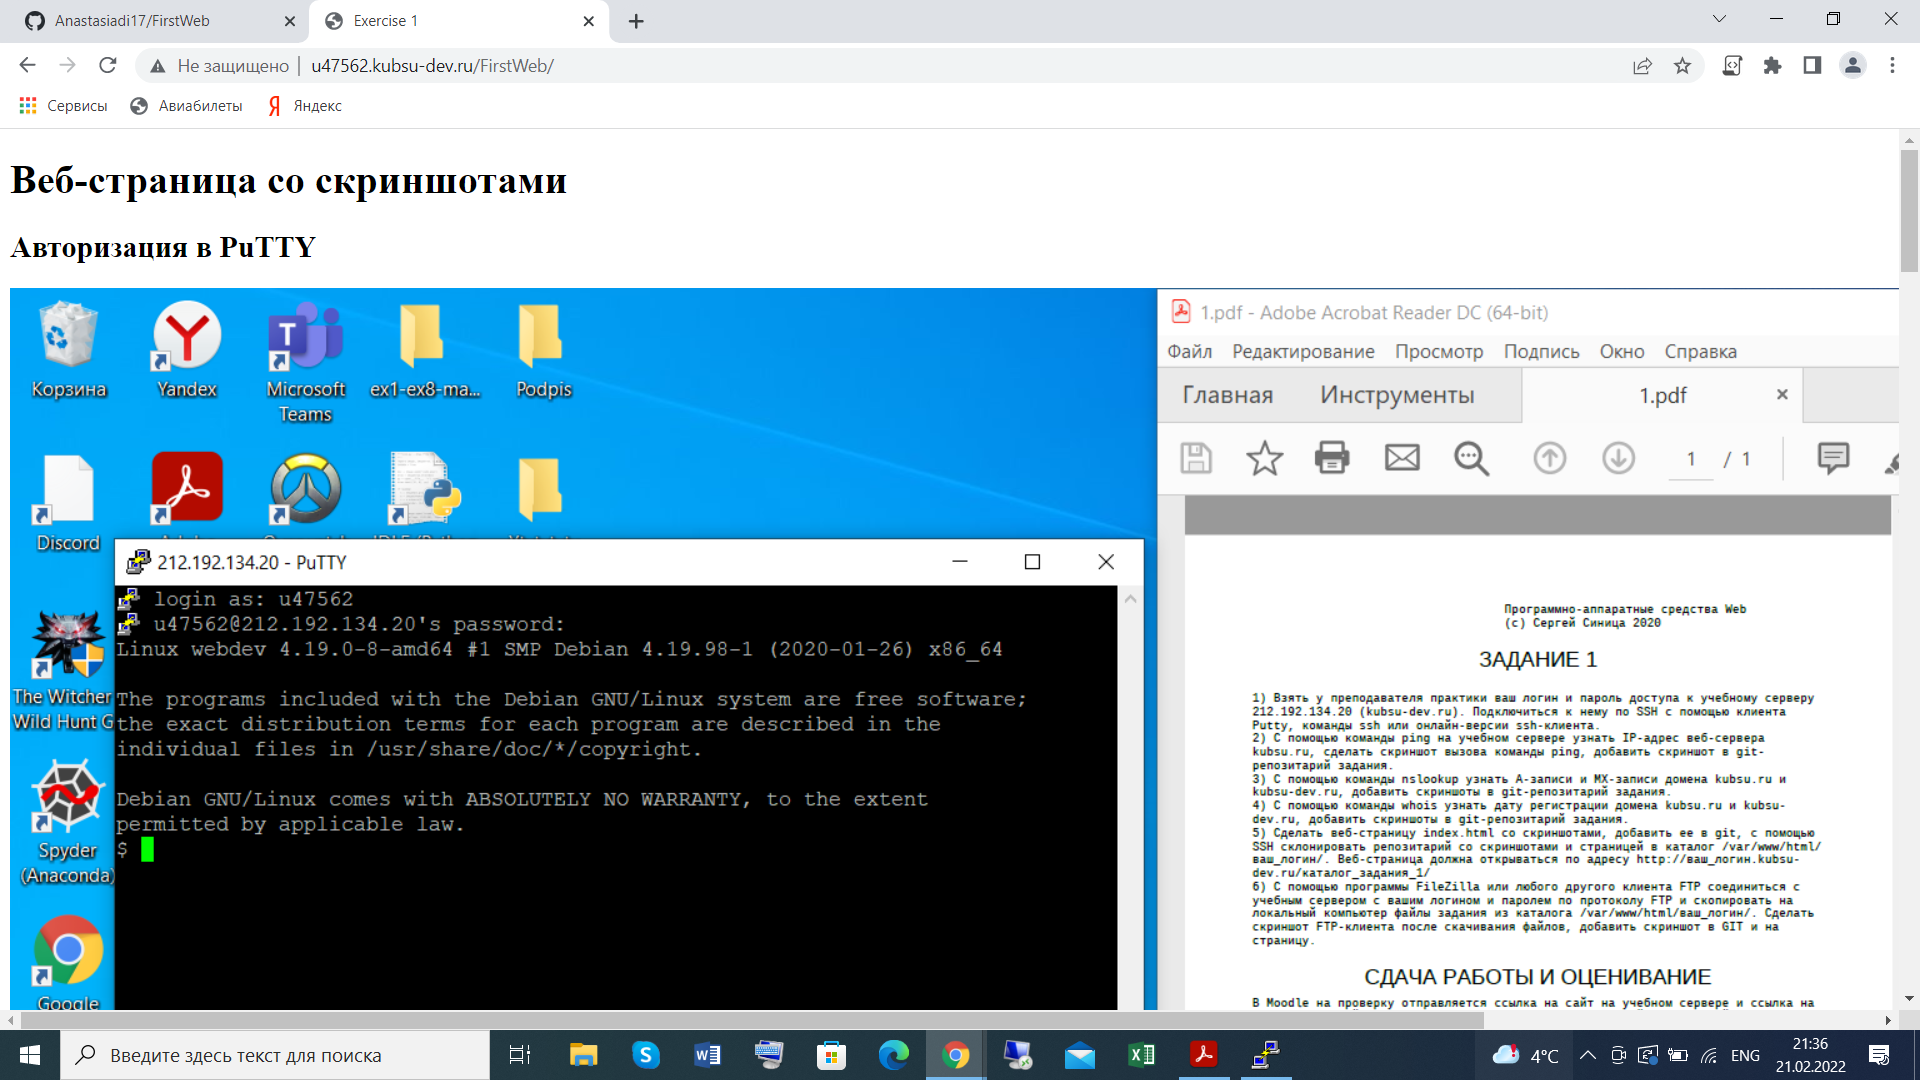 Anastasiadi17/FirstWeb
Exercise 1
Не защищено
u47562.kubsu-dev.ru/FirstWeb/
Сервисы
Авиабилеты
Яндекс
Веб-страница со скриншотами
Авторизация в PuTTY
Корзина
Yandex
Microsoft Teams
ex1-ex8-ma...
Podpis
Discord
The Witcher
Wild Hunt G
Spyder
(Anaconda)
Google
212.192.134.20 - PuTTY
login as: u47562
u47562@212.192.134.20's password:
Linux webdev 4.19.0-8-amd64 #1 SMP Debian 4.19.98-1 (2020-01-26) x86_64
The programs included with the Debian GNU/Linux system are free software;
the exact distribution terms for each program are described in the
individual files in /usr/share/doc/*/copyright.
Debian GNU/Linux comes with ABSOLUTELY NO WARRANTY, to the extent
permitted by applicable law.
$
1.pdf - Adobe Acrobat Reader DC (64-bit)
Файл Редактирование Просмотр Подпись Окно Справка
Главная Инструменты 1.pdf
1 / 1
Программно-аппаратные средства Web
(c) Сергей Синица 2020
ЗАДАНИЕ 1
1) Взять у преподавателя практики ваш логин и пароль доступа к учебному серверу
212.192.134.20 (kubsu-dev.ru). Подключиться к нему по SSH с помощью клиента
Putty, команды ssh или онлайн-версии ssh-клиента.
2) С помощью команды ping на учебном сервере узнать IP-адрес веб-сервера
kubsu.ru, сделать скриншот вызова команды ping, добавить скриншот в git-
репозитарий задания.
3) С помощью команды nslookup узнать A-записи и MX-записи домена kubsu.ru и
kubsu-dev.ru, добавить скриншоты в git-репозитарий задания.
4) С помощью команды whois узнать дату регистрации домена kubsu.ru и kubsu-
dev.ru, добавить скриншоты в git-репозитарий задания.
5) Сделать веб-страницу index.html со скриншотами, добавить ее в git, с помощью
SSH склонировать репозитарий со скриншотами и страницей в каталог /var/www/html/
ваш_логин/. Веб-страница должна открываться по адресу http://ваш_логин.kubsu-
dev.ru/каталог_задания_1/
6) С помощью программы FileZilla или любого другого клиента FTP соединиться с
учебным сервером с вашим логином и паролем по протоколу FTP и скопировать на
локальный компьютер файлы задания из каталога /var/www/html/ваш_логин/. Сделать
скриншот FTP-клиента после скачивания файлов, добавить скриншот в GIT и на
страницу.
СДАЧА РАБОТЫ И ОЦЕНИВАНИЕ
В Moodle на проверку отправляется ссылка на сайт на учебном сервере и ссылка на
Введите здесь текст для поиска
4°C
ENG
21:36
21.02.2022